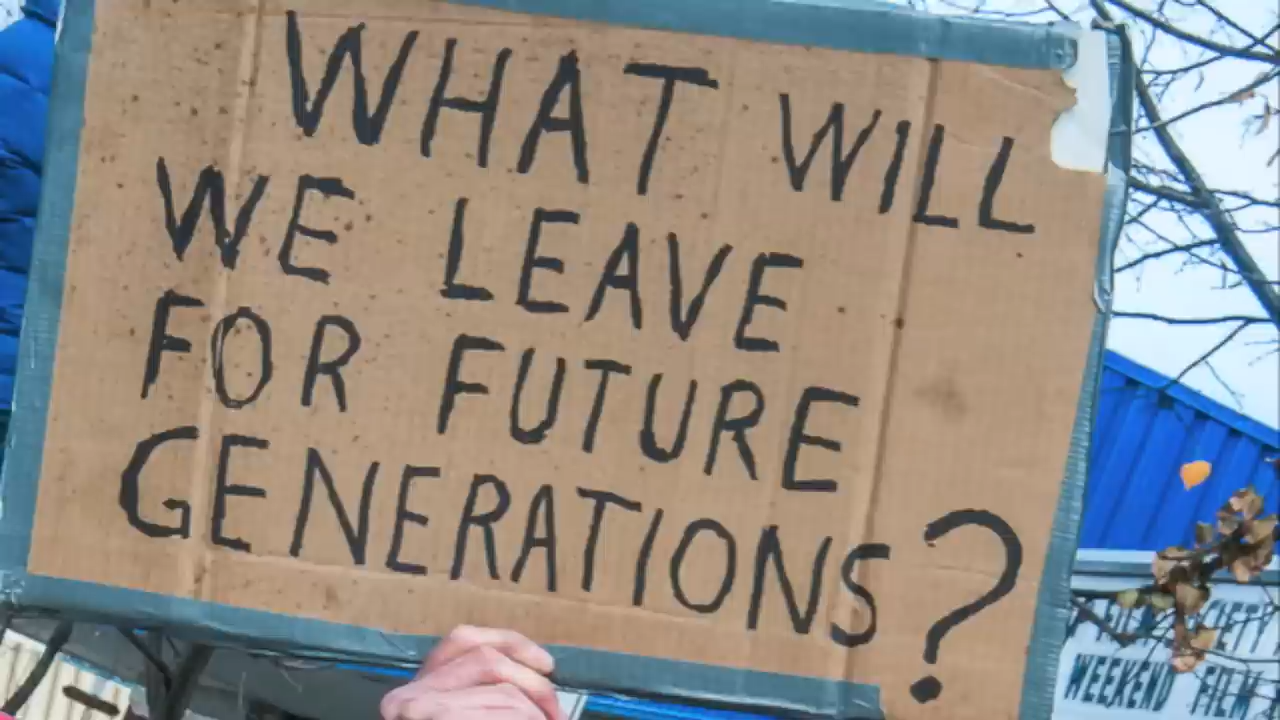 WHAT WILL
WE LEAVE
FOR FUTURE
GENERATIONS?
WEEKEND FILM